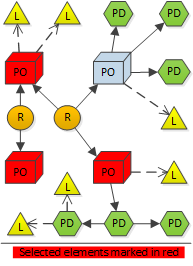 L L PD PD
PO PO PD
R R L
PO PO L
L
L PD PD PD
Selected elements marked in red